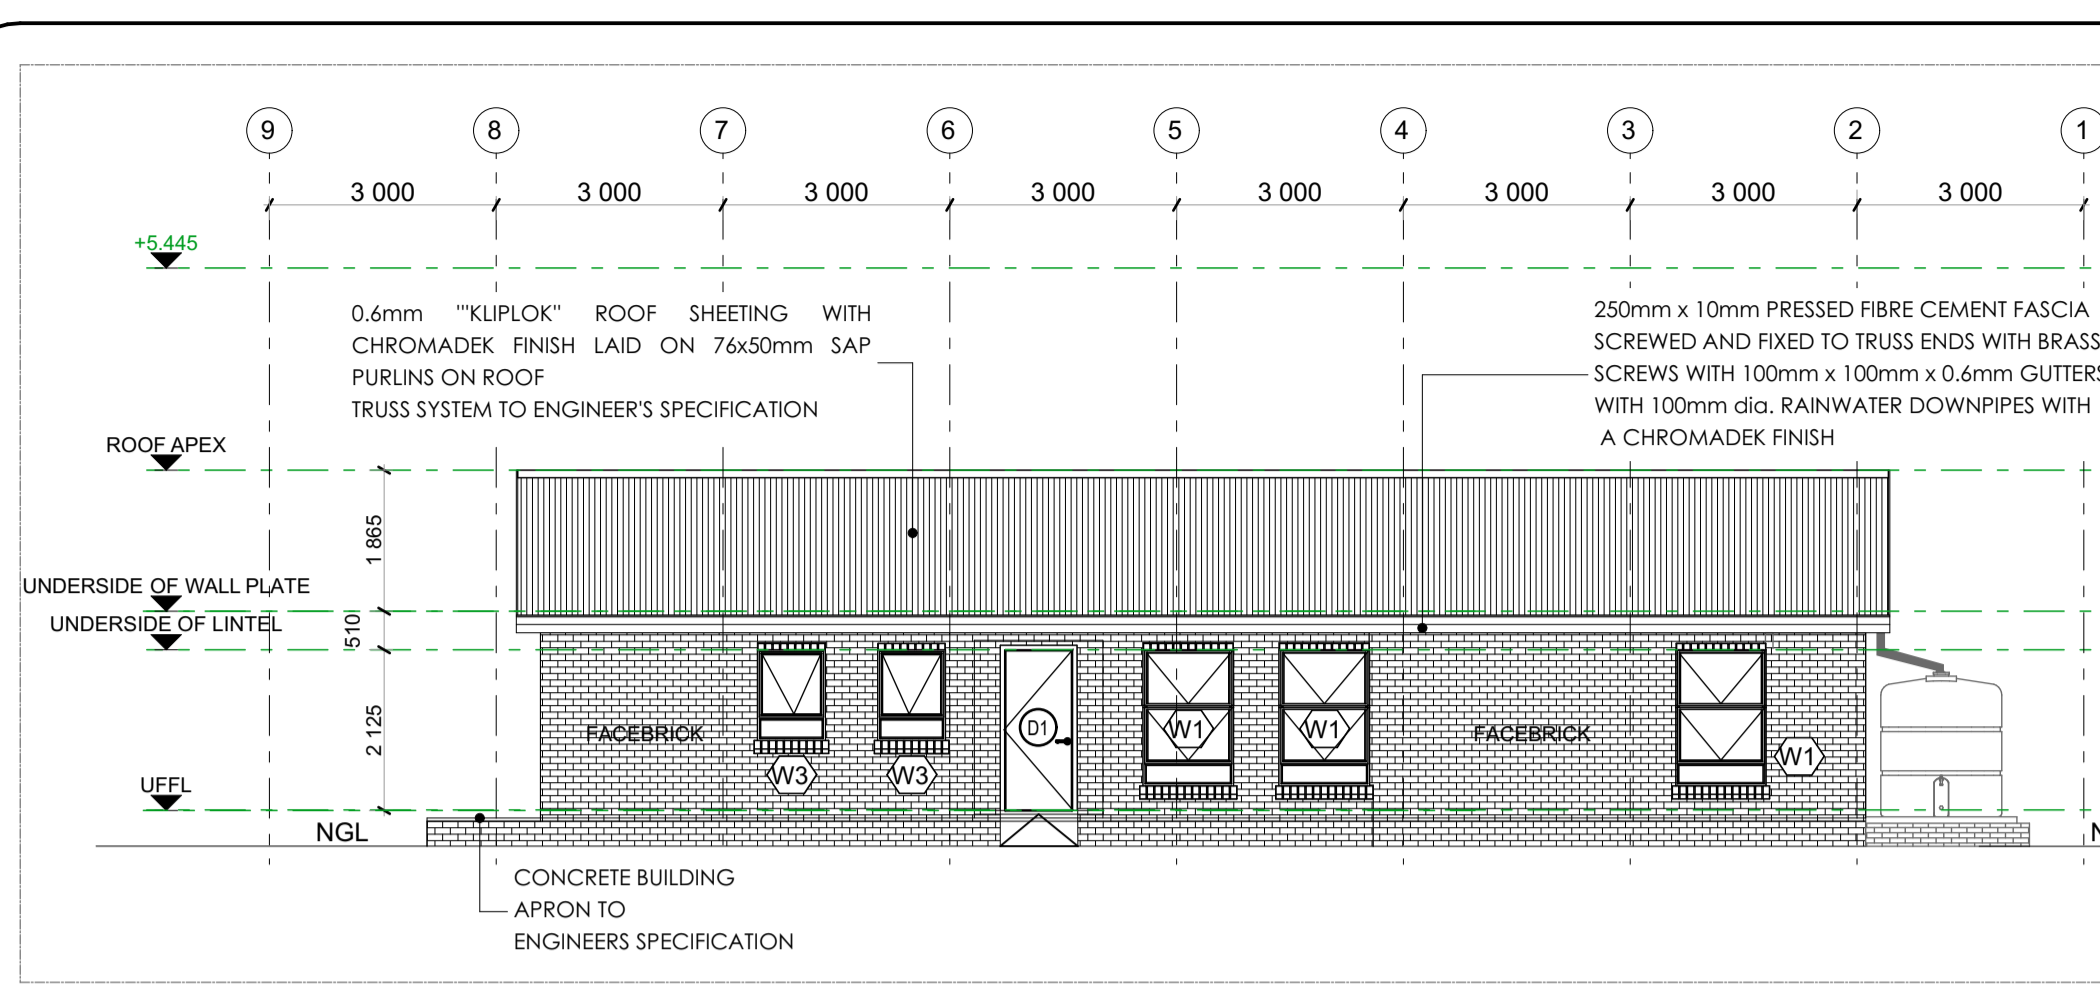 9 8 7 6 5 4 3 2 1
3 000 3 000 3 000 3 000 3 000 3 000 3 000 3 000
+5.445
0.6mm '"KLIPLOK" ROOF SHEETING WITH
CHROMADEK FINISH LAID ON 76x50mm SAP
PURLINS ON ROOF
TRUSS SYSTEM TO ENGINEER'S SPECIFICATION
250mm x 10mm PRESSED FIBRE CEMENT FASCIA
SCREWED AND FIXED TO TRUSS ENDS WITH BRASS
SCREWS WITH 100mm x 100mm x 0.6mm GUTTERS
WITH 100mm dia. RAINWATER DOWNPIPES WITH
A CHROMADEK FINISH
ROOF APEX
1 865
UNDERSIDE OF WALL PLATE
510
UNDERSIDE OF LINTEL
2 125
UFFL
NGL
FACEBRICK
W3
W3
D1
W1
W1
FACEBRICK
W1
CONCRETE BUILDING
APRON TO
ENGINEERS SPECIFICATION